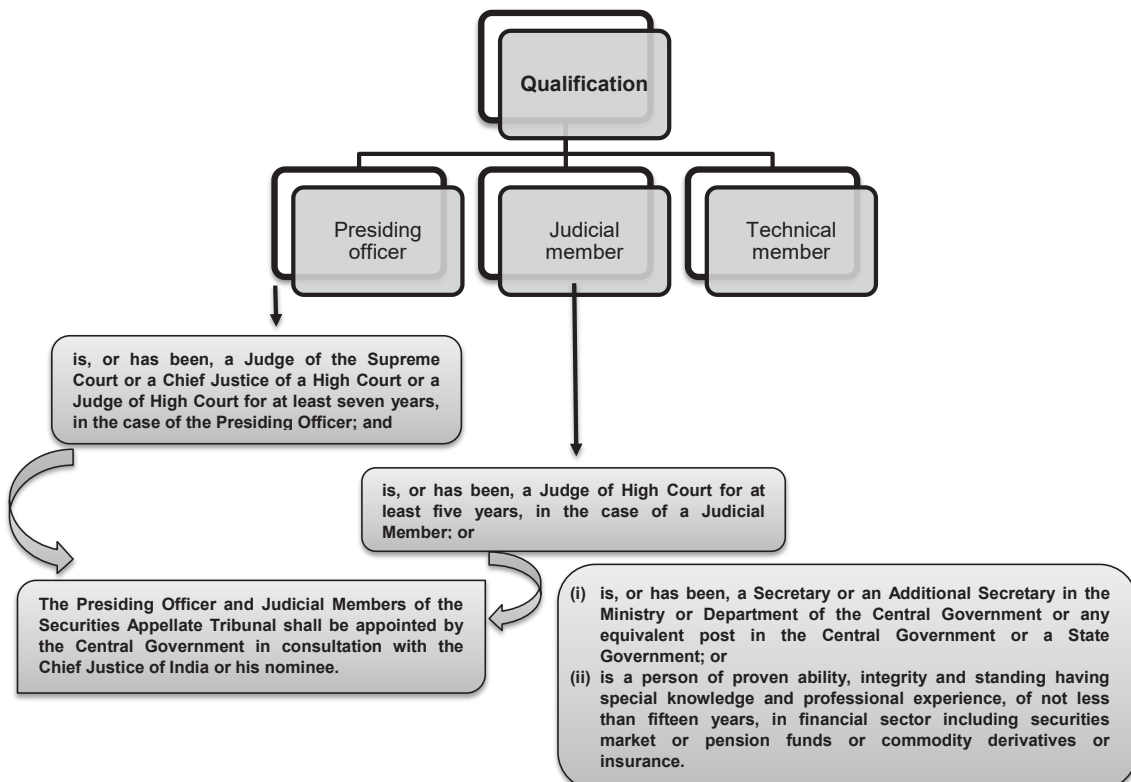 Qualification
Presiding
officer
Judicial
member
Technical
member
is, or has been, a Judge of the Supreme
Court or a Chief Justice of a High Court or a
Judge of High Court for at least seven years,
in the case of the Presiding Officer; and
is, or has been, a Judge of High Court for at
least five years, in the case of a Judicial
Member; or
The Presiding Officer and Judicial Members of the
Securities Appellate Tribunal shall be appointed by
the Central Government in consultation with the
Chief Justice of India or his nominee.
(i) is, or has been, a Secretary or an Additional Secretary in the
Ministry or Department of the Central Government or any
equivalent post in the Central Government or a State
Government; or
(ii) is a person of proven ability, integrity and standing having
special knowledge and professional experience, of not less
than fifteen years, in financial sector including securities
market or pension funds or commodity derivatives or
insurance.